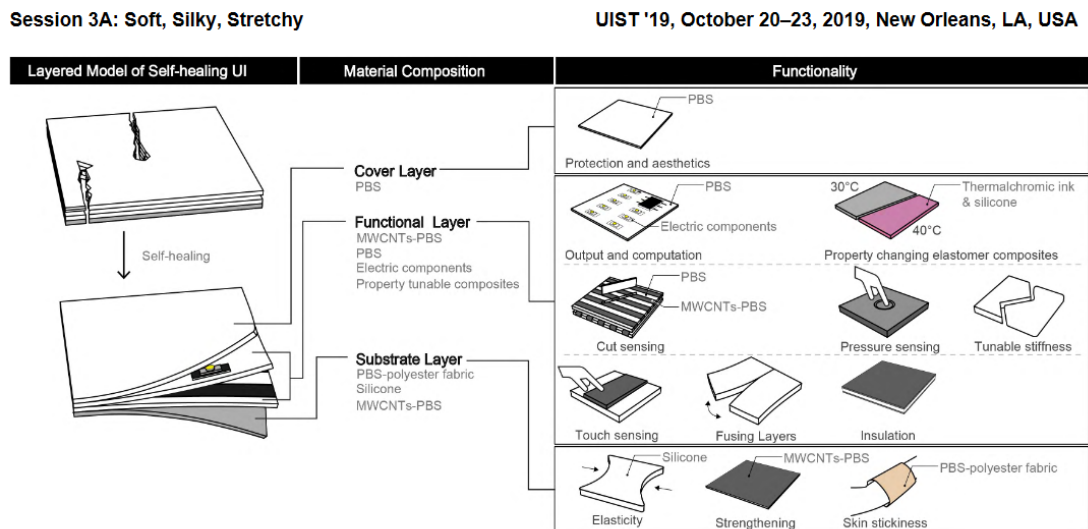 Session 3A: Soft, Silky, Stretchy
UIST '19, October 20–23, 2019, New Orleans, LA, USA
Layered Model of Self-healing UI
Material Composition
Functionality
Self-healing
Cover Layer
PBS
Functional Layer
MWCNTs-PBS
PBS
Electric components
Property tunable composites
Substrate Layer
PBS-polyester fabric
Silicone
MWCNTs-PBS
PBS
Protection and aesthetics
PBS
Electric components
Output and computation
30°C
40°C
Thermalchromic ink
& silicone
Property changing elastomer composites
PBS
MWCNTs-PBS
Cut sensing
Pressure sensing
Tunable stiffness
Touch sensing
Fusing Layers
Insulation
Silicone
Elasticity
MWCNTs-PBS
Strengthening
PBS-polyester fabric
Skin stickiness